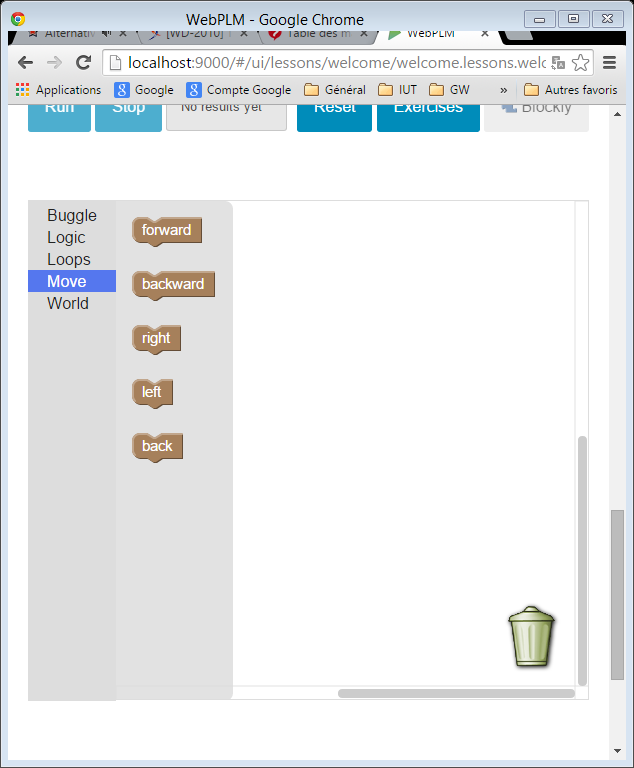 WebPLM - Google Chrome
Alternativ [WD-2010] Table des m WebPLM
localhost:9000/#/ui/lessons/welcome/welcome.lessons.welc
Applications Google Compte Google Général IUT GW » Autres favoris
Run Stop No results yet Reset Exercises Blockly
Buggle
Logic
Loops
Move
World
forward
backward
right
left
back